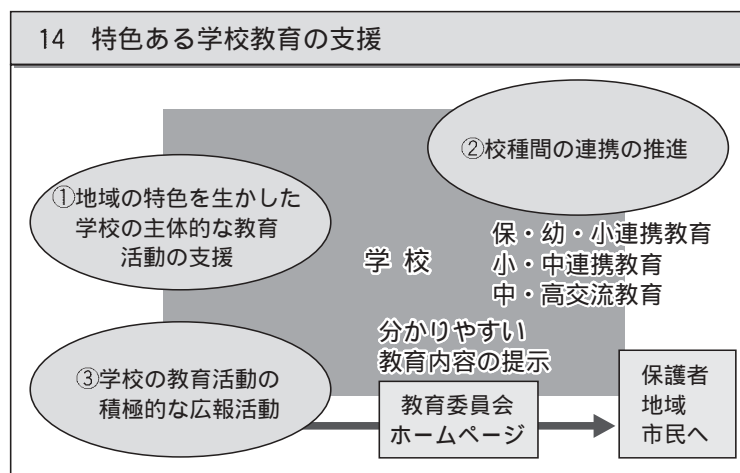 14 特色ある学校教育の支援
②校種間の連携の推進
①地域の特色を生かした
学校の主体的な教育
活動の支援
学校
保・幼・小連携教育
小・中連携教育
中・高交流教育
分かりやすい
教育内容の提示
③学校の教育活動の
積極的な広報活動
教育委員会
ホームページ
保護者
地域
市民へ